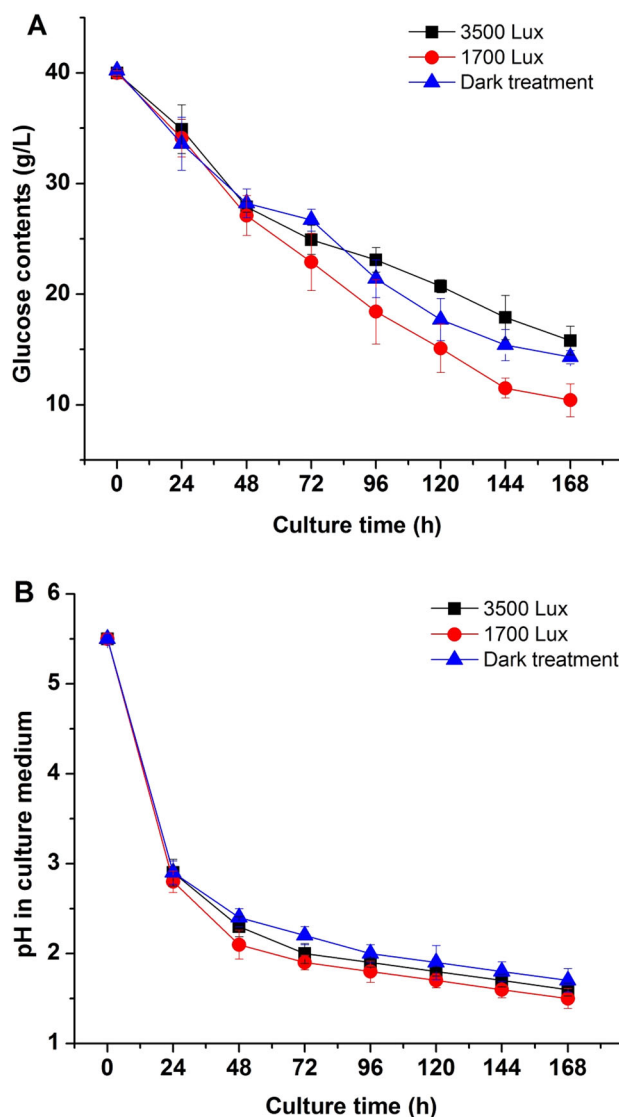 A
3500 Lux
1700 Lux
Dark treatment
Glucose contents (g/L)
40
30
20
10
0 24 48 72 96 120 144 168
Culture time (h)
B
3500 Lux
1700 Lux
Dark treatment
pH in culture medium
6
5
4
3
2
1
0 24 48 72 96 120 144 168
Culture time (h)